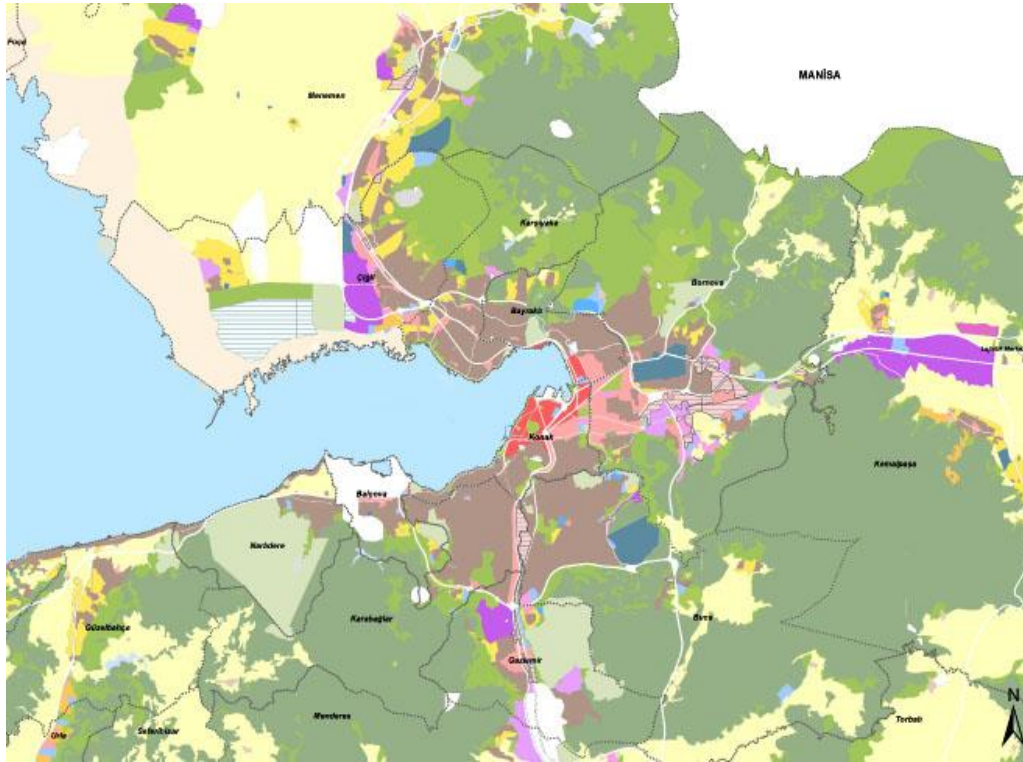 Foça
MANİSA
Menemen
Karşıyaka
Bornova
Çiğli
Bayraklı
Konak
Kemalpaşa
Balçova
Narlıdere
Karabağlar
Buca
Güzelbahçe
Gaziemir
N
Menderes
Torbalı
Seferihisar
Urla